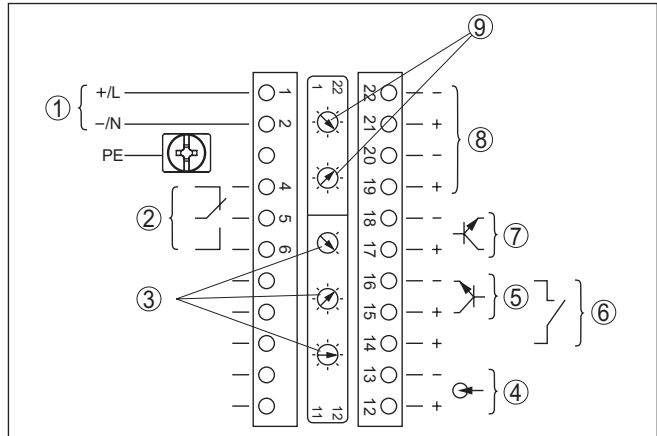 ⑨
① +/L 1 1 22 22 −
−/N 2 21 + ⑧
PE 20 −
4 19 +
② 5 18 − ⑦
6 17 +
③ 16 − ⑤ ⑥
15 +
14 +
13 − ④
11 12 12 +